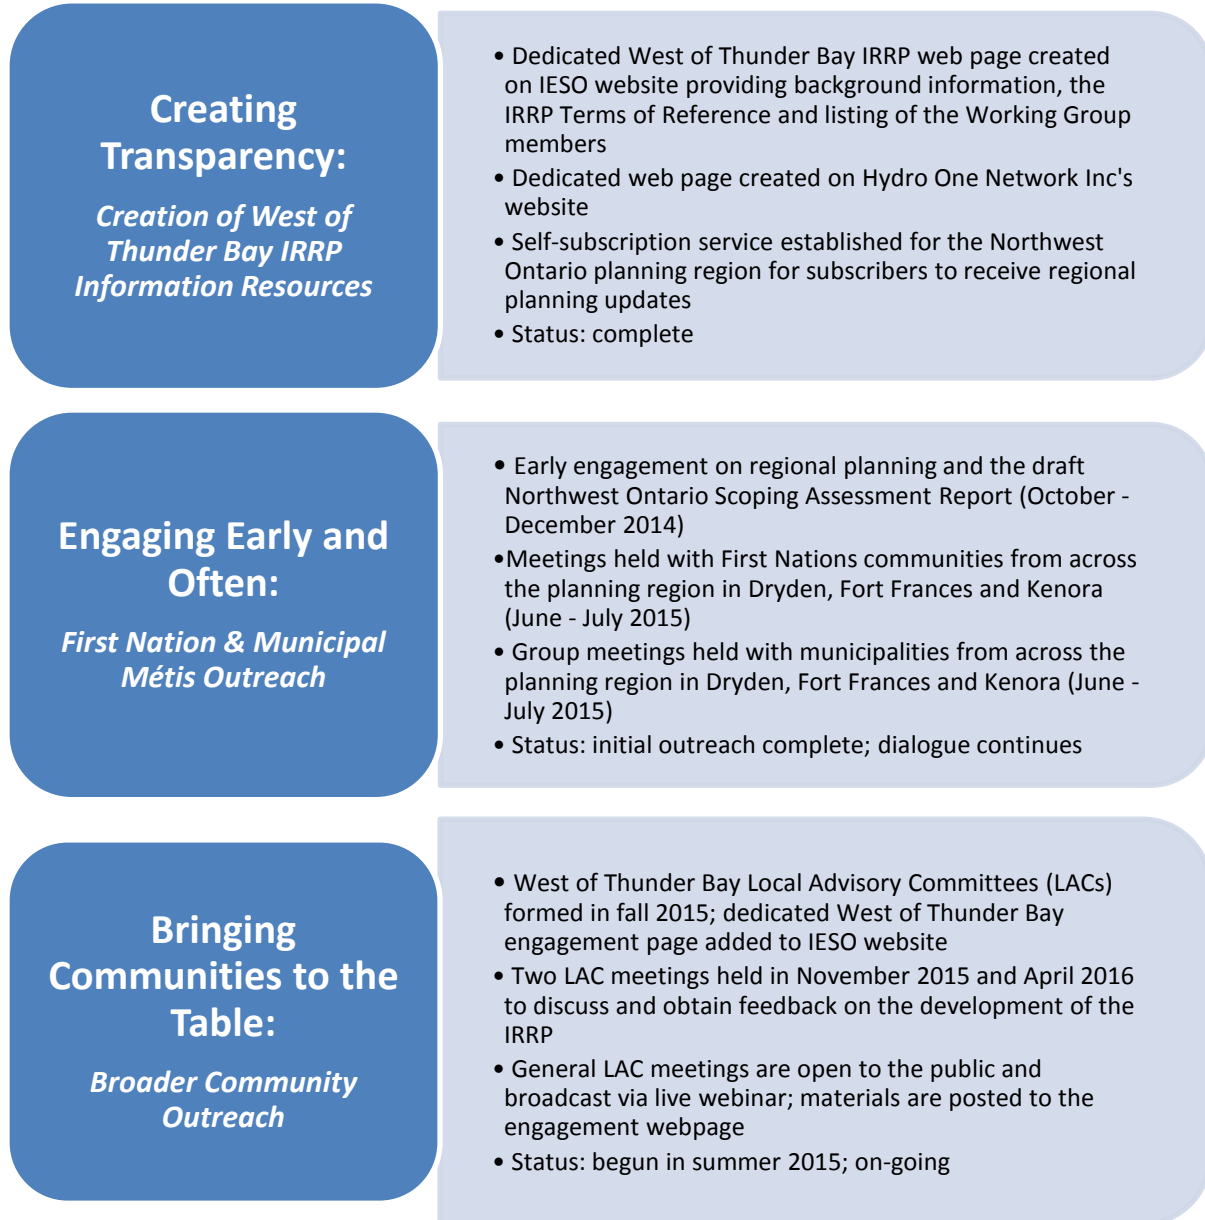 Creating
Transparency:
Creation of West of
Thunder Bay IRRP
Information Resources
• Dedicated West of Thunder Bay IRRP web page created
on IESO website providing background information, the
IRRP Terms of Reference and listing of the Working Group
members
• Dedicated web page created on Hydro One Network Inc's
website
• Self-subscription service established for the Northwest
Ontario planning region for subscribers to receive regional
planning updates
• Status: complete
Engaging Early and
Often:
First Nation & Municipal
Métis Outreach
• Early engagement on regional planning and the draft
Northwest Ontario Scoping Assessment Report (October -
December 2014)
•Meetings held with First Nations communities from across
the planning region in Dryden, Fort Frances and Kenora
(June - July 2015)
• Group meetings held with municipalities from across the
planning region in Dryden, Fort Frances and Kenora (June -
July 2015)
• Status: initial outreach complete; dialogue continues
Bringing
Communities to the
Table:
Broader Community
Outreach
• West of Thunder Bay Local Advisory Committees (LACs)
formed in fall 2015; dedicated West of Thunder Bay
engagement page added to IESO website
• Two LAC meetings held in November 2015 and April 2016
to discuss and obtain feedback on the development of the
IRRP
• General LAC meetings are open to the public and
broadcast via live webinar; materials are posted to the
engagement webpage
• Status: begun in summer 2015; on-going